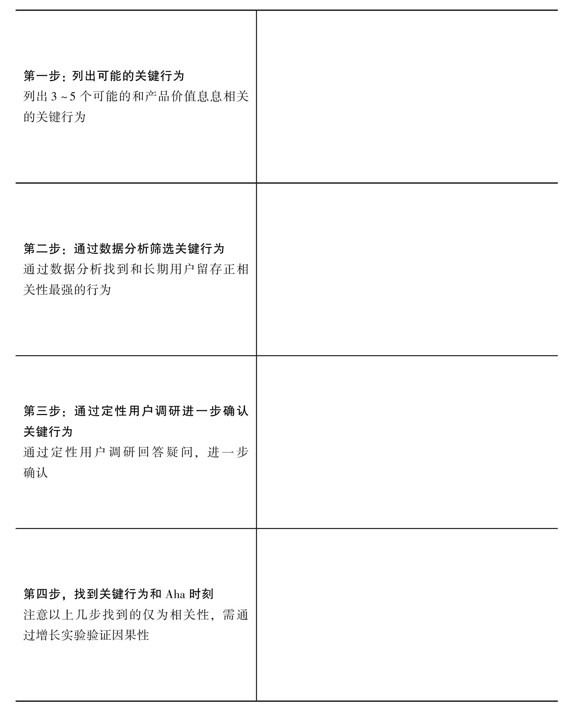 第一步：列出可能的关键行为
列出 3 ~ 5 个可能的和产品价值息息相关
的关键行为
第二步：通过数据分析筛选关键行为
通过数据分析找到和长期用户留存正相
关性最强的行为
第三步：通过定性用户调研进一步确认
关键行为
通过定性用户调研回答疑问，进一步
确认
第四步，找到关键行为和 Aha 时刻
注意以上几步找到的仅为相关性，需通
过增长实验验证因果性